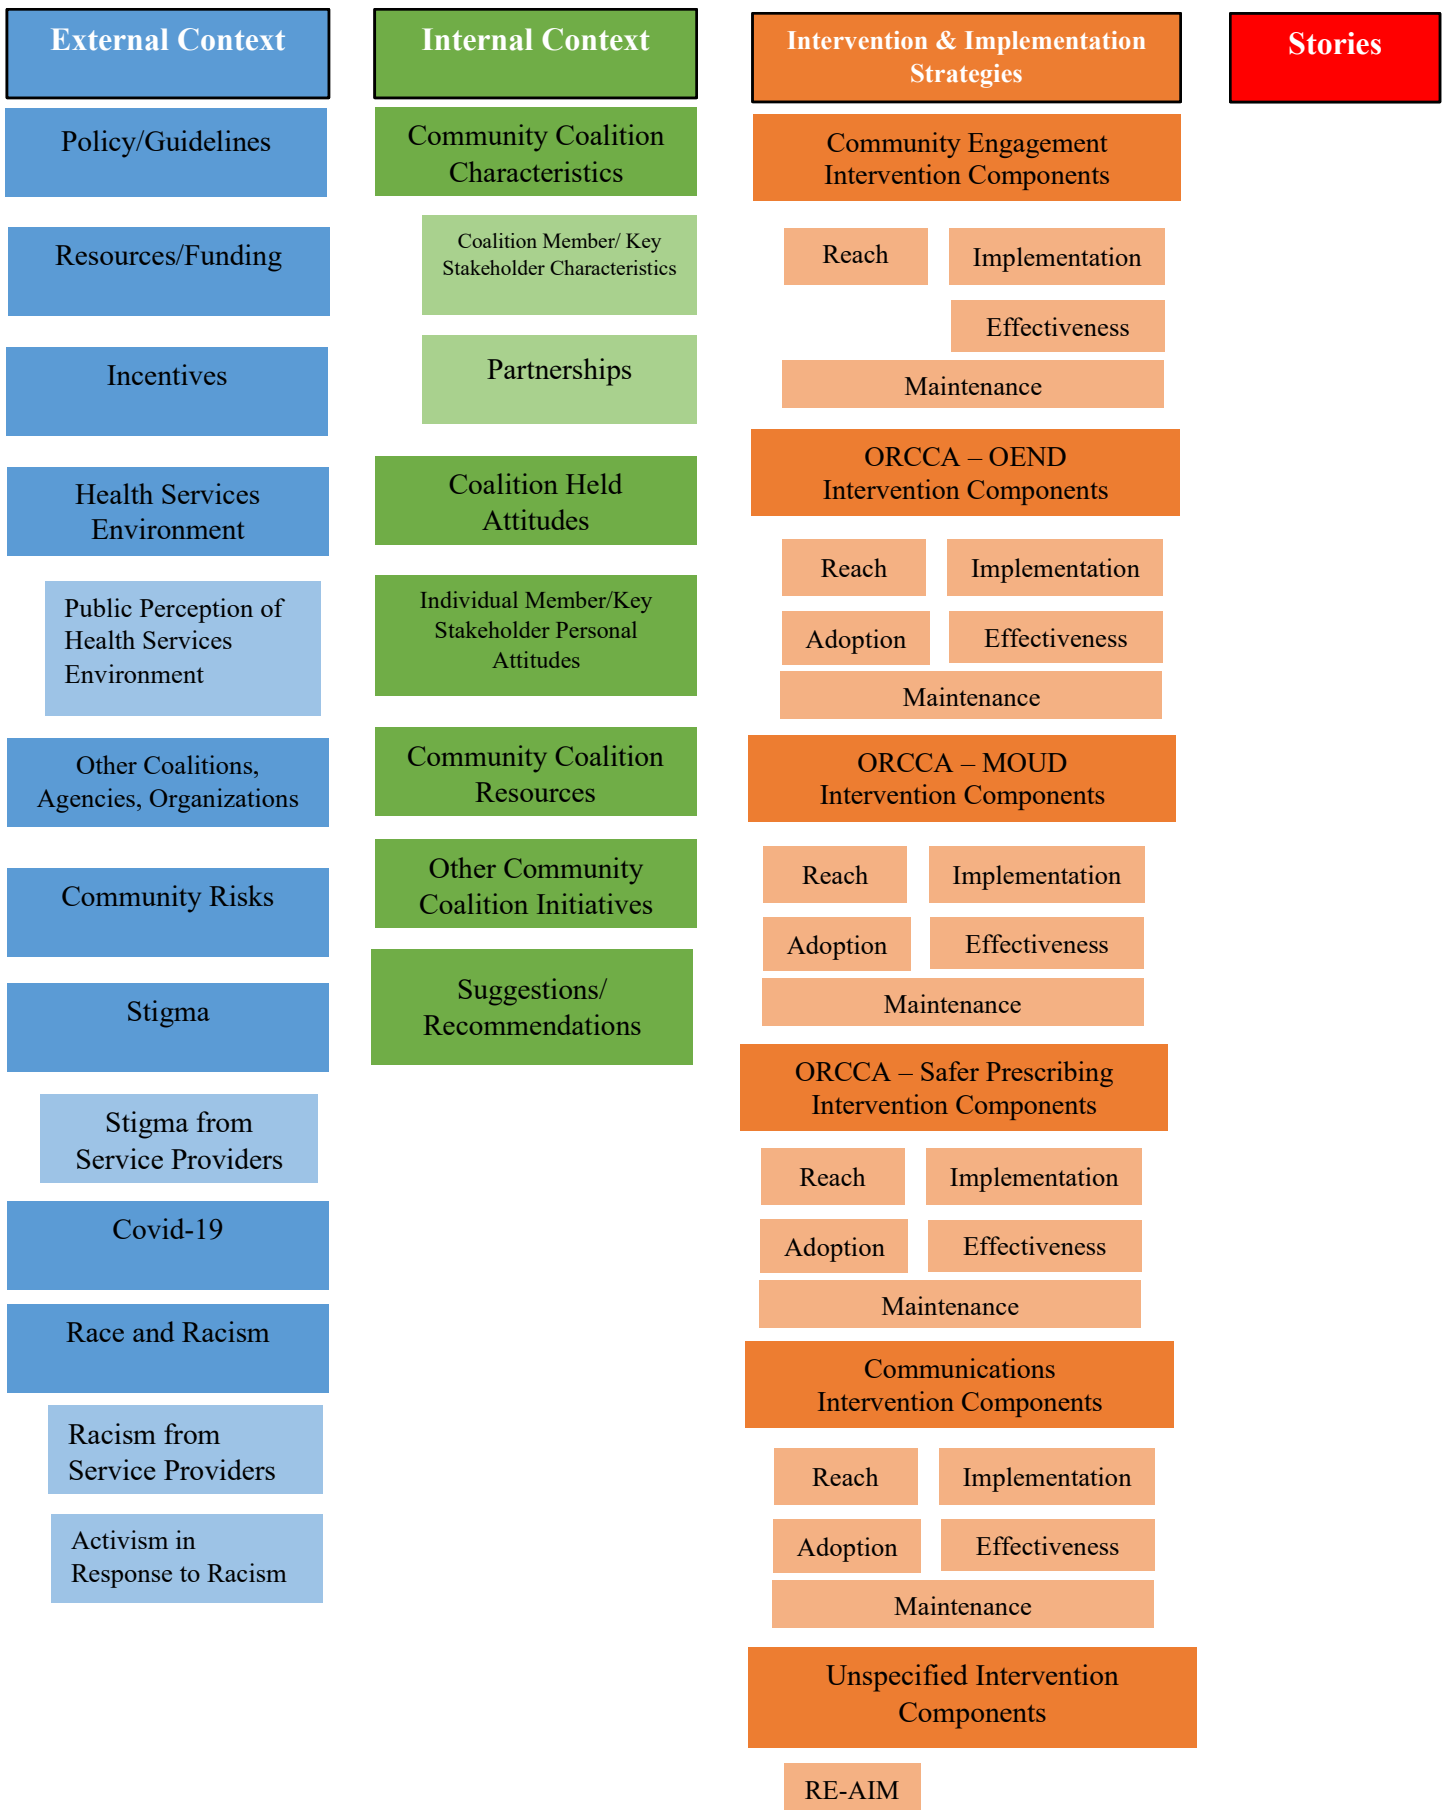 External Context
Policy/Guidelines
Resources/Funding
Incentives
Health Services
Environment
Public Perception of
Health Services
Environment
Other Coalitions,
Agencies, Organizations
Community Risks
Stigma
Stigma from
Service Providers
Covid-19
Race and Racism
Racism from
Service Providers
Activism in
Response to Racism
Internal Context
Community Coalition
Characteristics
Coalition Member/ Key
Stakeholder Characteristics
Partnerships
Coalition Held
Attitudes
Individual Member/Key
Stakeholder Personal
Attitudes
Community Coalition
Resources
Other Community
Coalition Initiatives
Suggestions/
Recommendations
Intervention & Implementation
Strategies
Community Engagement
Intervention Components
Reach
Implementation
Effectiveness
Maintenance
ORCCA – OEND
Intervention Components
Reach
Implementation
Adoption
Effectiveness
Maintenance
ORCCA – MOUD
Intervention Components
Reach
Implementation
Adoption
Effectiveness
Maintenance
ORCCA – Safer Prescribing
Intervention Components
Reach
Implementation
Adoption
Effectiveness
Maintenance
Communications
Intervention Components
Reach
Implementation
Adoption
Effectiveness
Maintenance
Unspecified Intervention
Components
RE-AIM
Stories